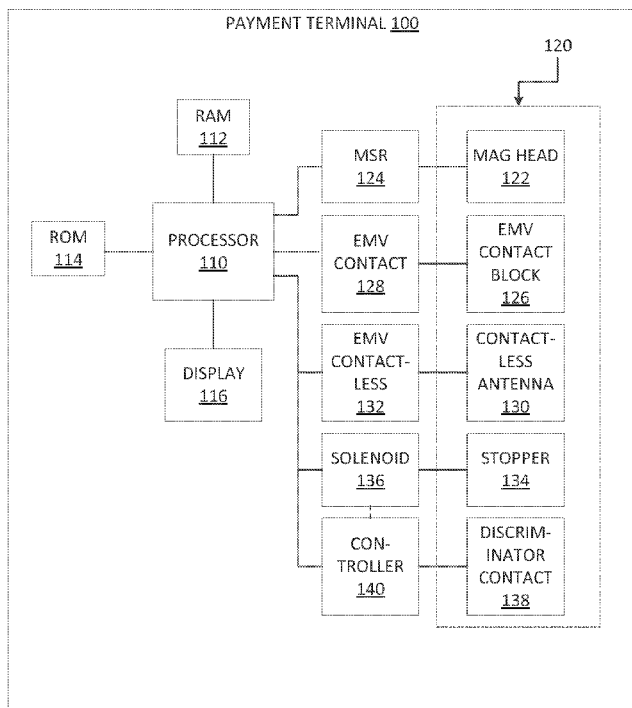 PAYMENT TERMINAL 100
120
RAM
112
MSR
124
MAG HEAD
122
ROM
114
PROCESSOR
110
EMV
CONTACT
128
EMV
CONTACT
BLOCK
126
DISPLAY
116
EMV
CONTACT-
LESS
132
CONTACT-
LESS
ANTENNA
130
SOLENOID
136
STOPPER
134
CON-
TROLLER
140
DISCRIM-
INATOR
CONTACT
138